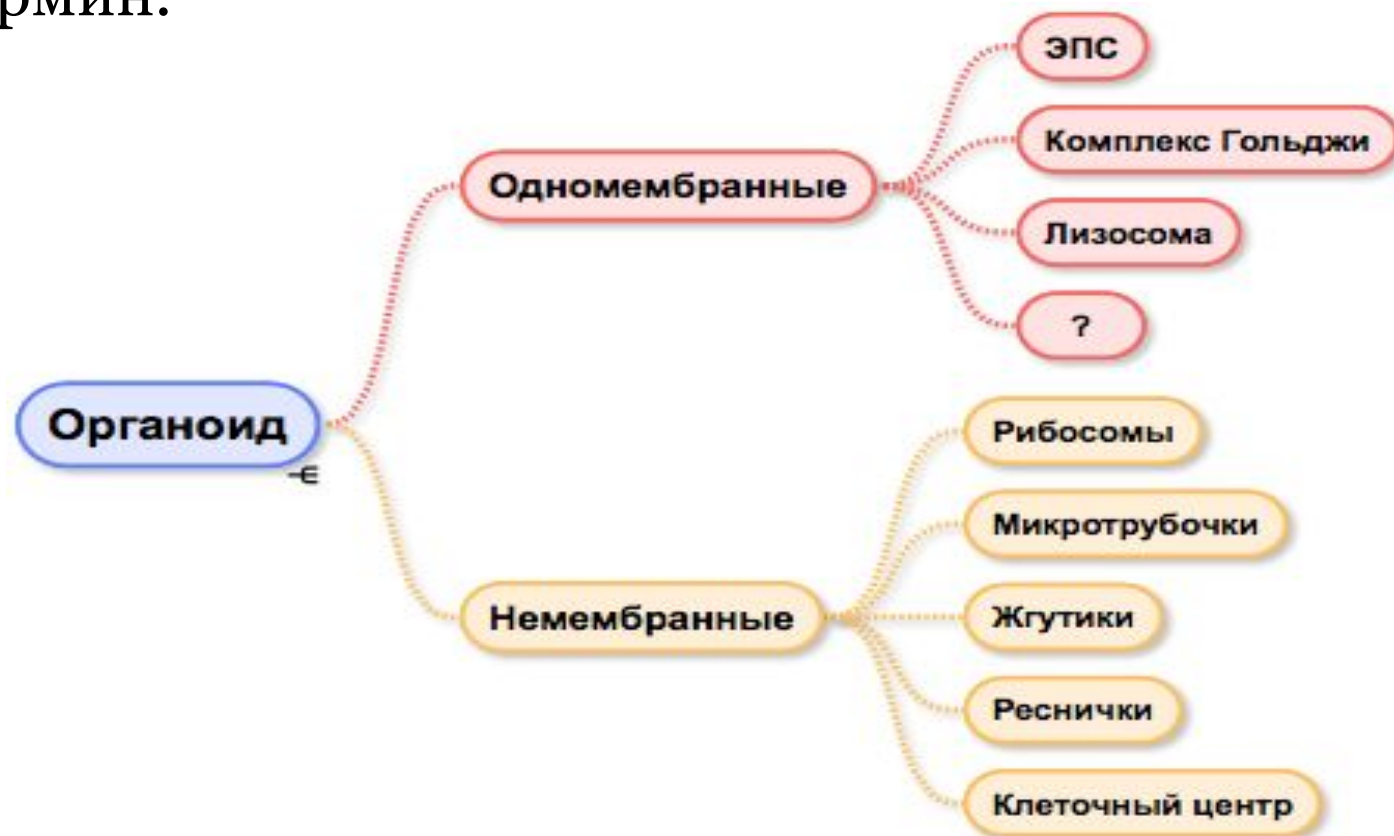 ЭПС
Комплекс Гольджи
Одномембранные
Лизосома
?
Органоид
Рибосомы
Микротрубочки
Немембранные
Жгутики
Реснички
Клеточный центр